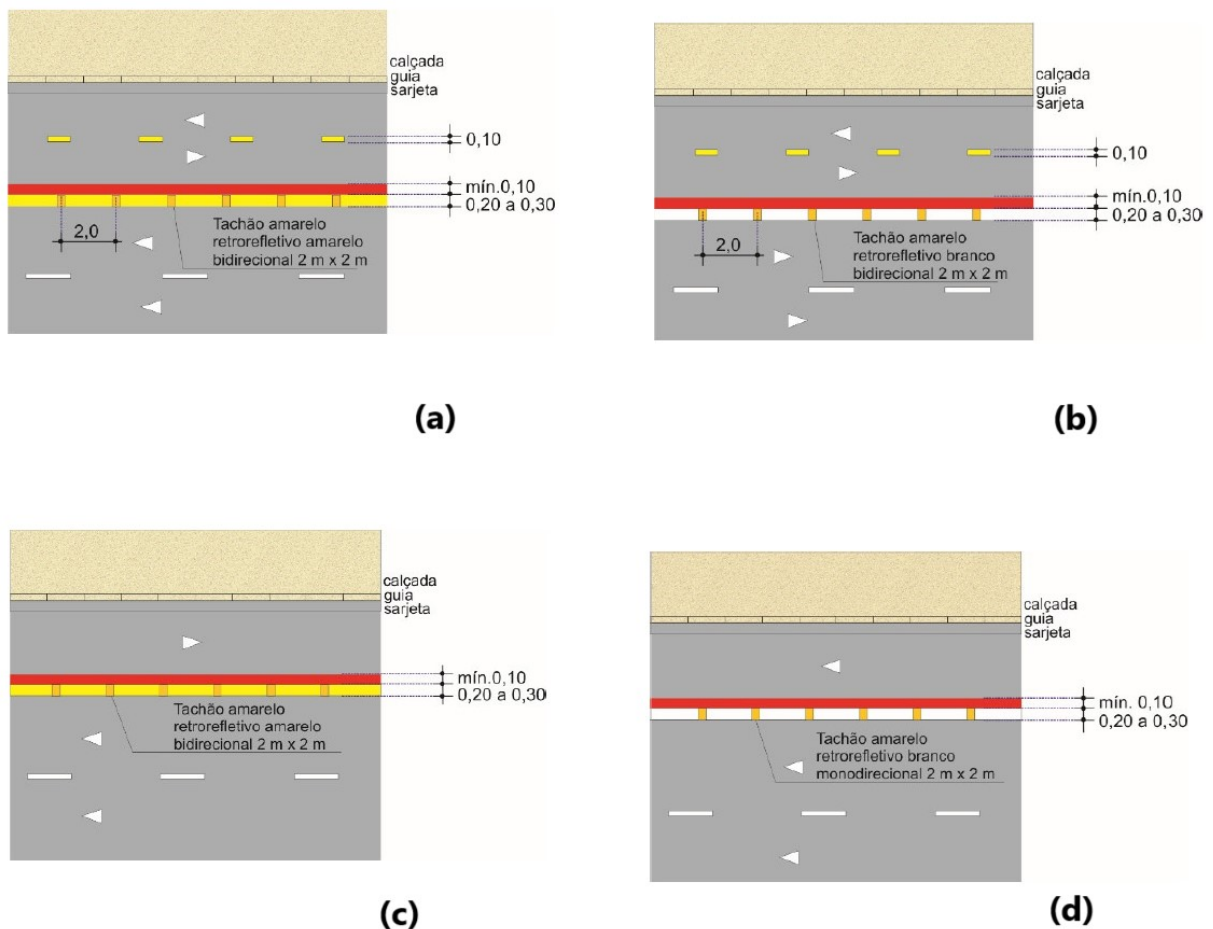 calçada
guia
sarjeta
0,10
mín.0,10
0,20 a 0,30
2,0
Tachão amarelo
retrorefletivo amarelo
bidirecional 2 m x 2 m
(a)
calçada
guia
sarjeta
0,10
mín.0,10
0,20 a 0,30
2,0
Tachão amarelo
retrorefletivo branco
bidirecional 2 m x 2 m
(b)
calçada
guia
sarjeta
mín.0,10
0,20 a 0,30
Tachão amarelo
retrorefletivo amarelo
bidirecional 2 m x 2 m
(c)
calçada
guia
sarjeta
mín. 0,10
0,20 a 0,30
Tachão amarelo
retrorefletivo branco
monodirecional 2 m x 2 m
(d)